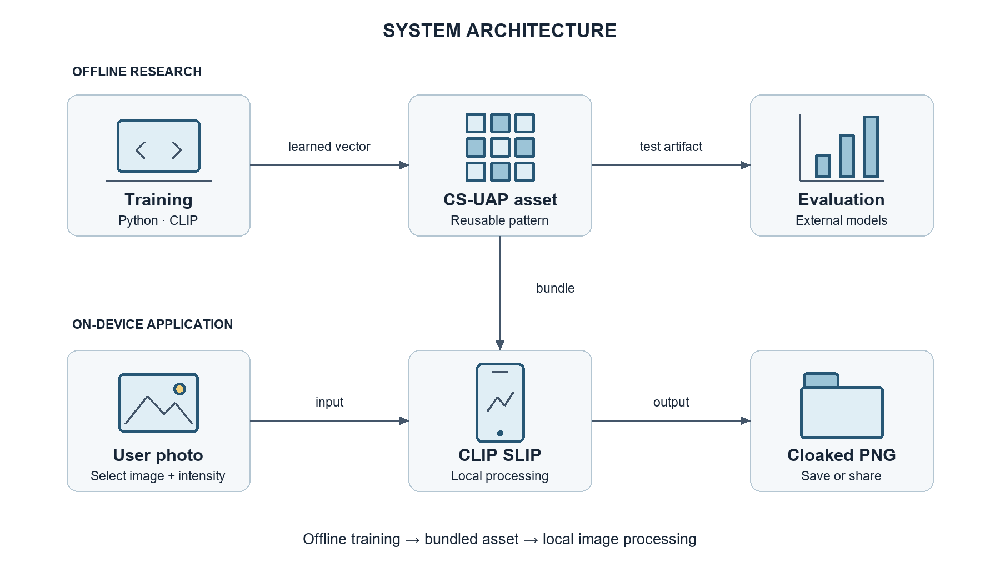 SYSTEM ARCHITECTURE
OFFLINE RESEARCH
learned vector
test artifact
Training
Python · CLIP
CS-UAP asset
Reusable pattern
Evaluation
External models
bundle
ON-DEVICE APPLICATION
input
output
User photo
Select image + intensity
CLIP SLIP
Local processing
Cloaked PNG
Save or share
Offline training → bundled asset → local image processing